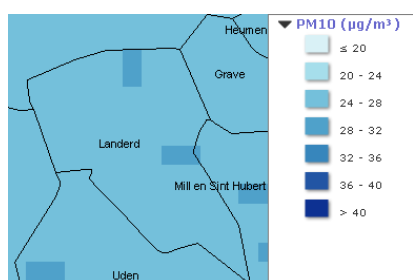 Heumen
Grave
Landerd
Mill en Sint Hubert
Uden
PM10 (µg/m³)
≤ 20
20 - 24
24 - 28
28 - 32
32 - 36
36 - 40
> 40